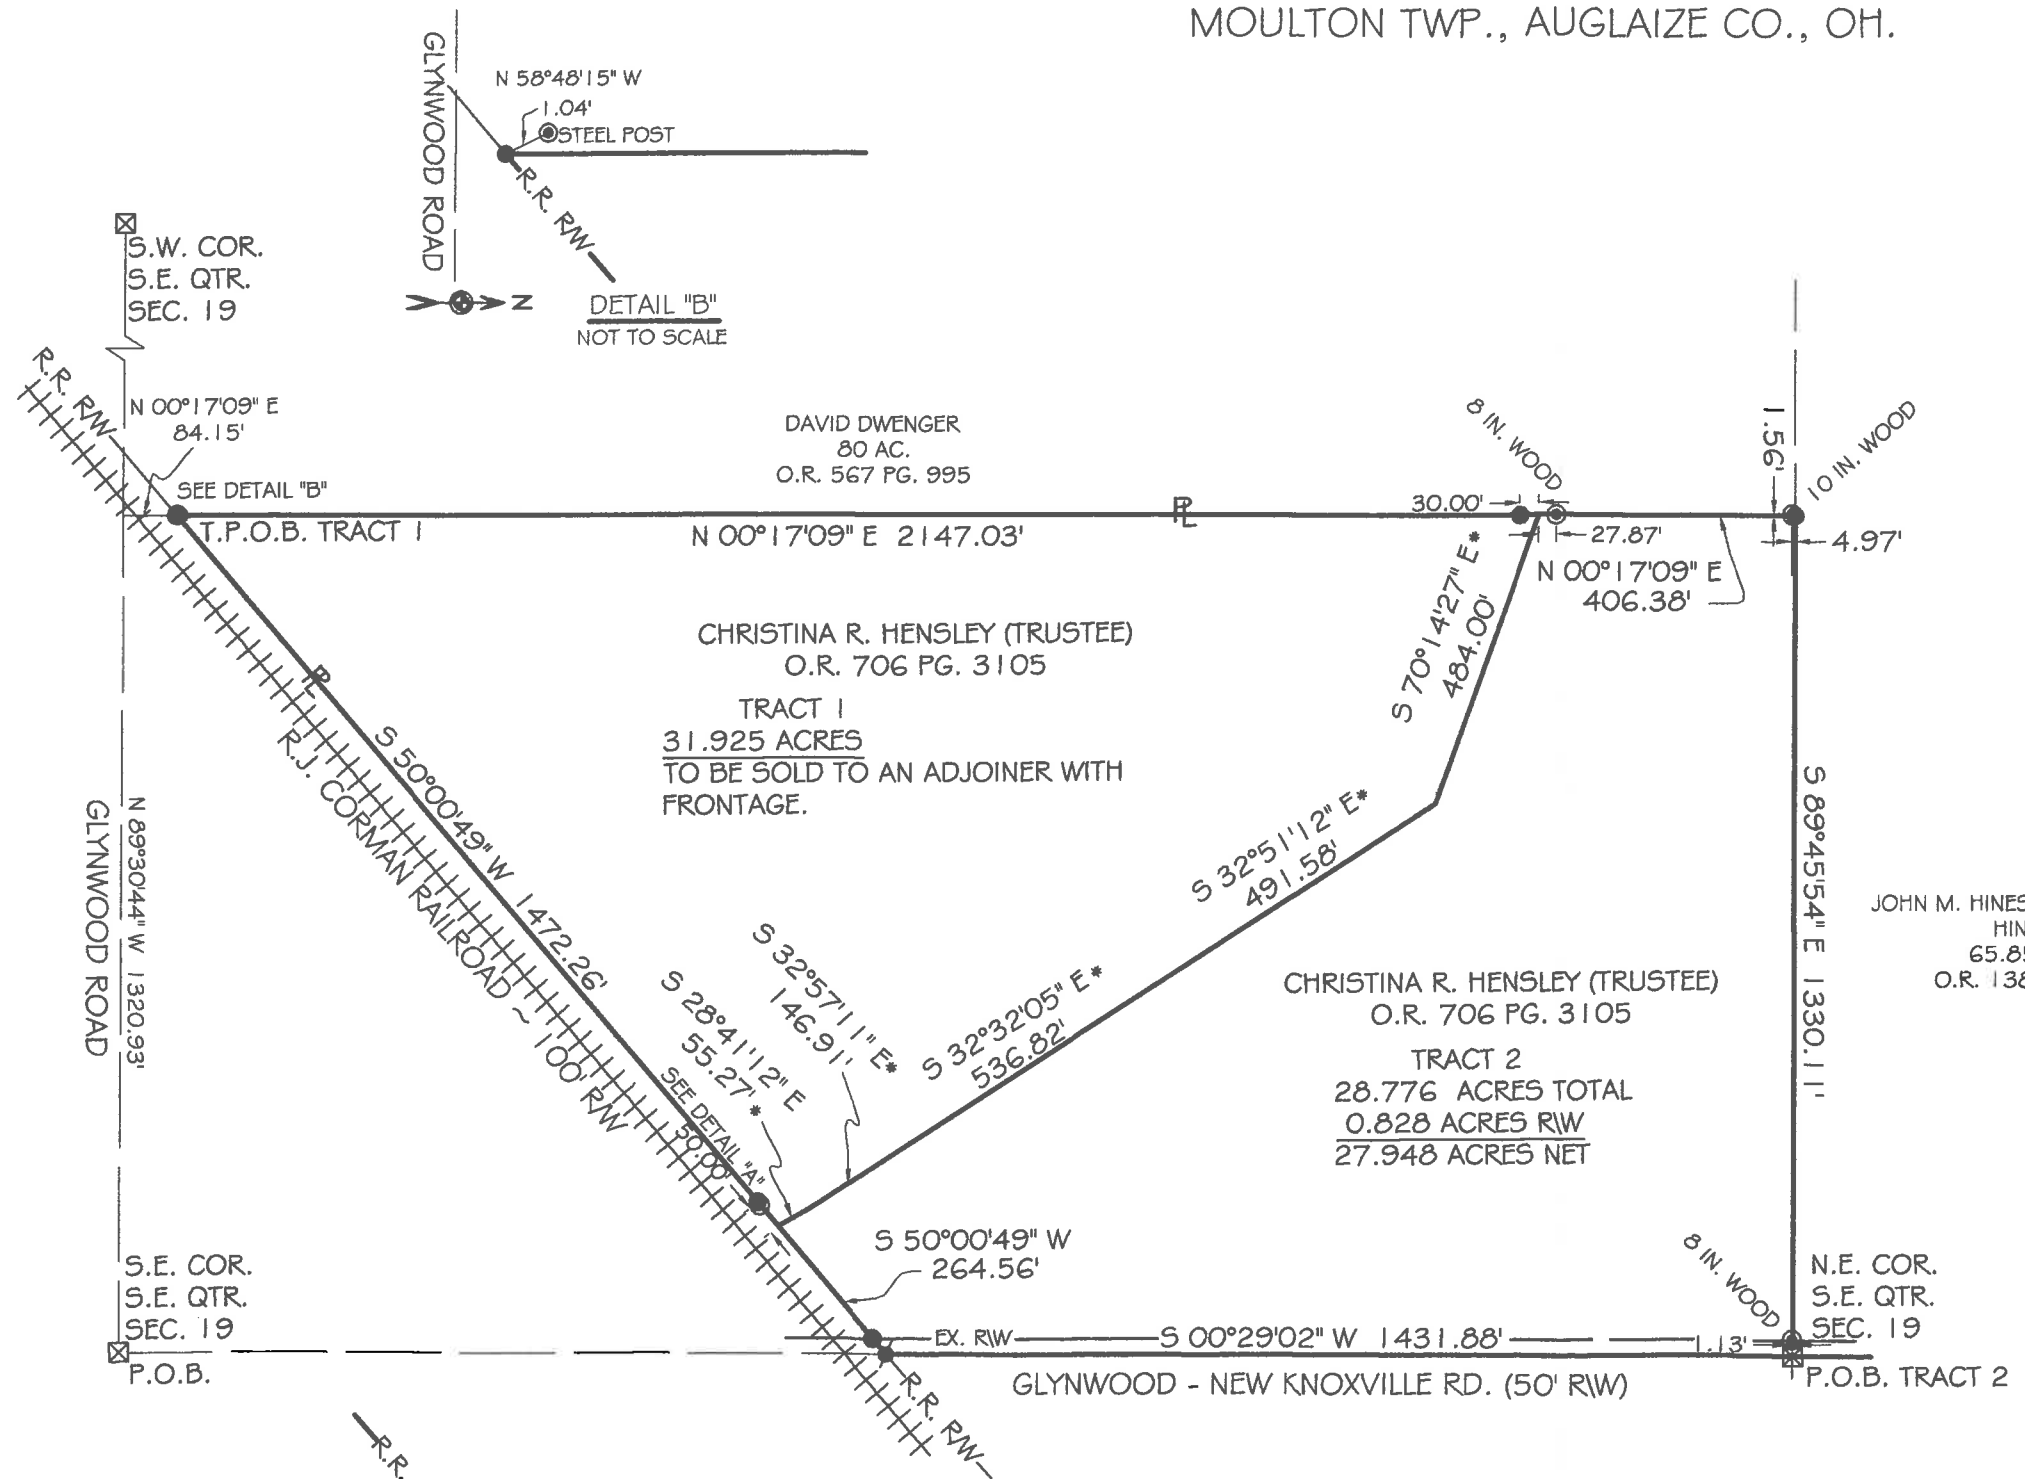 MOULTON TWP., AUGLAIZE CO., OH.
GLYNWOOD ROAD
N 58°48'15" W
1.04'
STEEL POST
R.R. R/W
N
DETAIL "B"
NOT TO SCALE
S.W. COR.
S.E. QTR.
SEC. 19
R.R. R/W
N 00°17'09" E
84.15'
SEE DETAIL "B"
T.P.O.B. TRACT 1
DAVID DWENGER
80 AC.
O.R. 567 PG. 995
PL
N 00°17'09" E 2147.03'
8 IN. WOOD
30.00'
27.87'
N 00°17'09" E
406.38'
1.56'
10 IN. WOOD
4.97'
S 70°14'27" E*
484.00'
CHRISTINA R. HENSLEY (TRUSTEE)
O.R. 706 PG. 3105
TRACT 1
31.925 ACRES
TO BE SOLD TO AN ADJOINER WITH
FRONTAGE.
PL
S 50°00'49" W 1472.26'
R.J. CORMAN RAILROAD ~ 100' R/W
N 89°30'44" W 1320.93'
GLYNWOOD ROAD
S 32°51'12" E*
491.58'
S 32°32'05" E*
536.82'
S 32°57'11" E*
146.91'
S 28°41'12" E
55.27' *
SEE DETAIL "A"
50.00'
S 50°00'49" W
264.56'
CHRISTINA R. HENSLEY (TRUSTEE)
O.R. 706 PG. 3105
TRACT 2
28.776 ACRES TOTAL
0.828 ACRES R\W
27.948 ACRES NET
S 89°45'54" E 1330.11'
JOHN M. HINES
HIN
65.8
O.R. 138
S.E. COR.
S.E. QTR.
SEC. 19
P.O.B.
EX. R\W
S 00°29'02" W 1431.88'
1.13'
8 IN. WOOD
N.E. COR.
S.E. QTR.
SEC. 19
P.O.B. TRACT 2
GLYNWOOD - NEW KNOXVILLE RD. (50' R\W)
R.R. R/W
R.R.